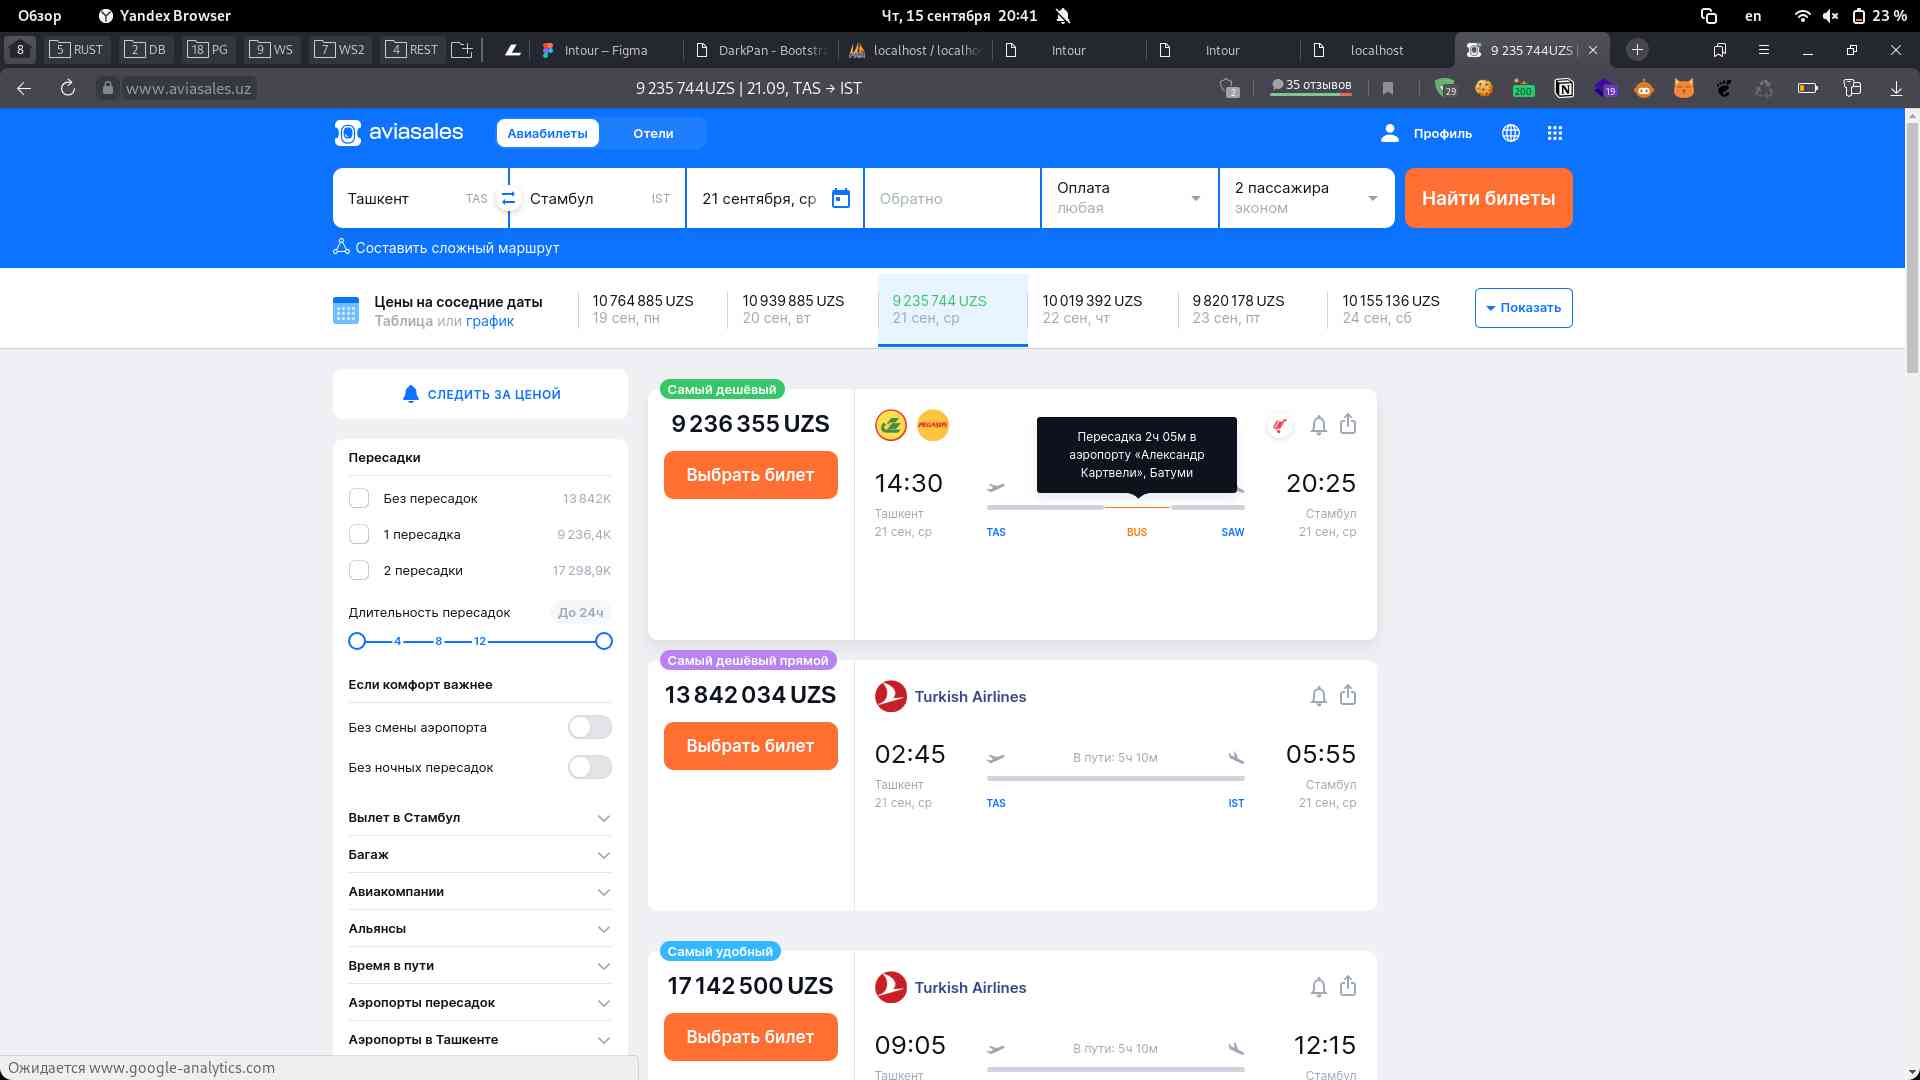 Обзор
Yandex Browser
Чт, 15 сентября 20:41
en
23 %
8
5 RUST
2 DB
18 PG
9 WS
7 WS2
4 REST
Intour – Figma
DarkPan - Bootstr
localhost / localho
Intour
Intour
localhost
9 235 744UZS |
www.aviasales.uz
9 235 744UZS | 21.09, TAS → IST
2
35 отзывов
29
200
19
aviasales
Авиабилеты
Отели
Профиль
Ташкент TAS
Стамбул IST
21 сентября, ср
Обратно
Оплата
любая
2 пассажира
эконом
Найти билеты
Составить сложный маршрут
Цены на соседние даты
Таблица или график
10 764 885 UZS
19 сен, пн
10 939 885 UZS
20 сен, вт
9 235 744 UZS
21 сен, ср
10 019 392 UZS
22 сен, чт
9 820 178 UZS
23 сен, пт
10 155 136 UZS
24 сен, сб
Показать
СЛЕДИТЬ ЗА ЦЕНОЙ
Пересадки
Без пересадок 13 842K
1 пересадка 9 236,4K
2 пересадки 17 298,9K
Длительность пересадок До 24ч
4 8 12
Если комфорт важнее
Без смены аэропорта
Без ночных пересадок
Вылет в Стамбул
Багаж
Авиакомпании
Альянсы
Время в пути
Аэропорты пересадок
Аэропорты в Ташкенте
Самый дешёвый
9 236 355 UZS
Выбрать билет
PEGASUS
Пересадка 2ч 05м в
аэропорту «Александр
Картвели», Батуми
14:30
Ташкент
21 сен, ср
TAS
BUS
SAW
20:25
Стамбул
21 сен, ср
Самый дешёвый прямой
13 842 034 UZS
Выбрать билет
Turkish Airlines
02:45
Ташкент
21 сен, ср
В пути: 5ч 10м
TAS
IST
05:55
Стамбул
21 сен, ср
Самый удобный
17 142 500 UZS
Выбрать билет
Turkish Airlines
09:05
Ташкент
В пути: 5ч 10м
12:15
Стамбул
Ожидается www.google-analytics.com